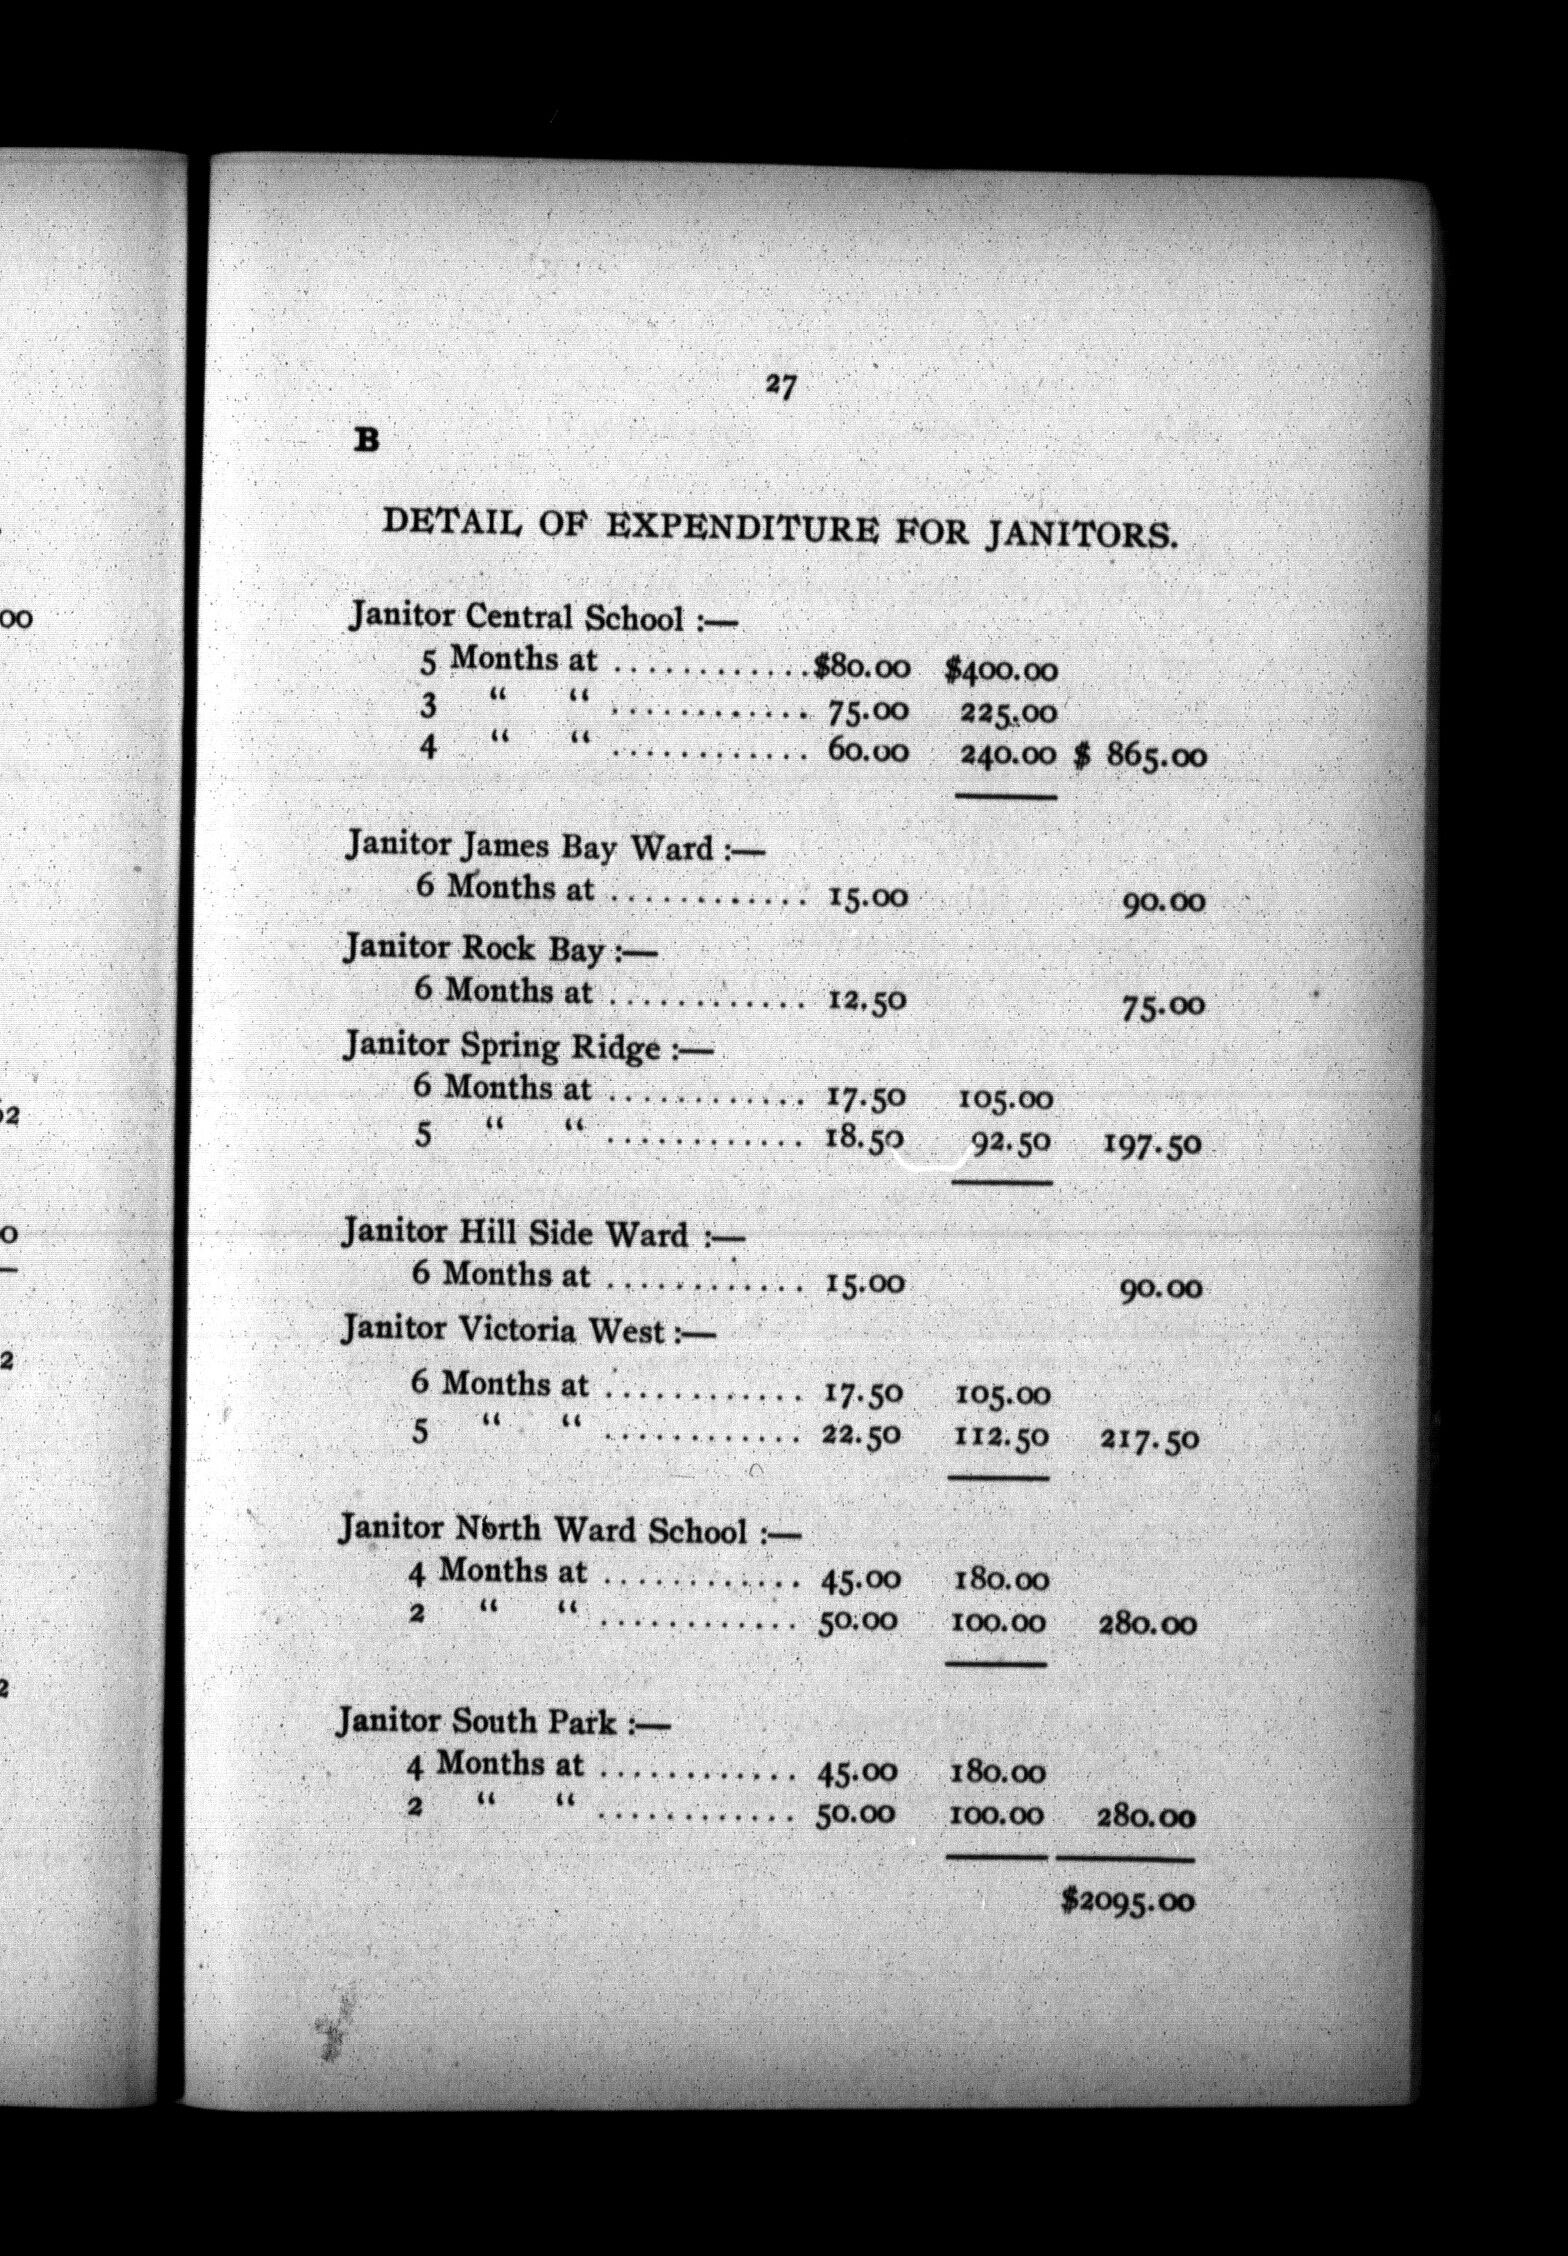 27
B
DETAIL OF EXPENDITURE FOR JANITORS.
Janitor Central School :—
5 Months at ............ $80.00 $400.00
3 " " ............ 75.00 225.00
4 " " ............ 60.00 240.00 $ 865.00
Janitor James Bay Ward :—
6 Months at ............ 15.00 90.00
Janitor Rock Bay :—
6 Months at ............ 12.50 75.00
Janitor Spring Ridge :—
6 Months at ............ 17.50 105.00
5 " " ............ 18.50 92.50 197.50
Janitor Hill Side Ward :—
6 Months at ............ 15.00 90.00
Janitor Victoria West :—
6 Months at ............ 17.50 105.00
5 " " ............ 22.50 112.50 217.50
Janitor North Ward School :—
4 Months at ............ 45.00 180.00
2 " " ............ 50.00 100.00 280.00
Janitor South Park :—
4 Months at ............ 45.00 180.00
2 " " ............ 50.00 100.00 280.00
$2095.00